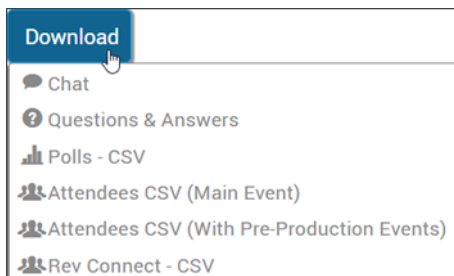 Download
Chat
Questions & Answers
Polls - CSV
Attendees CSV (Main Event)
Attendees CSV (With Pre-Production Events)
Rev Connect - CSV